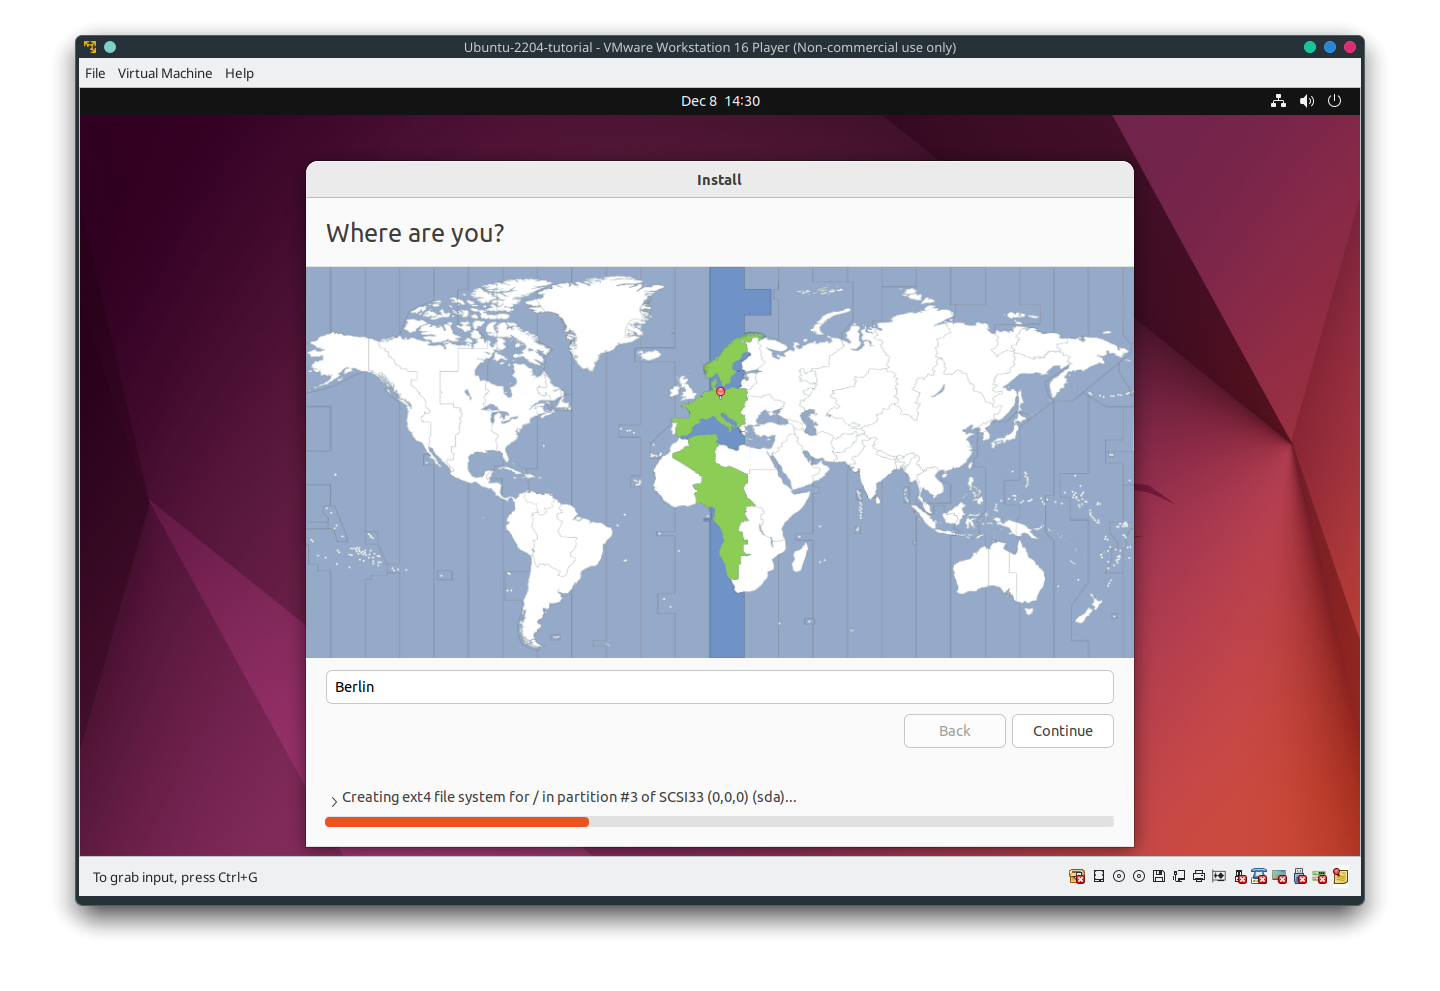 Ubuntu-2204-tutorial - VMware Workstation 16 Player (Non-commercial use only)
File Virtual Machine Help
Dec 8 14:30
Install
Where are you?
Berlin
Back Continue
Creating ext4 file system for / in partition #3 of SCSI33 (0,0,0) (sda)...
To grab input, press Ctrl+G